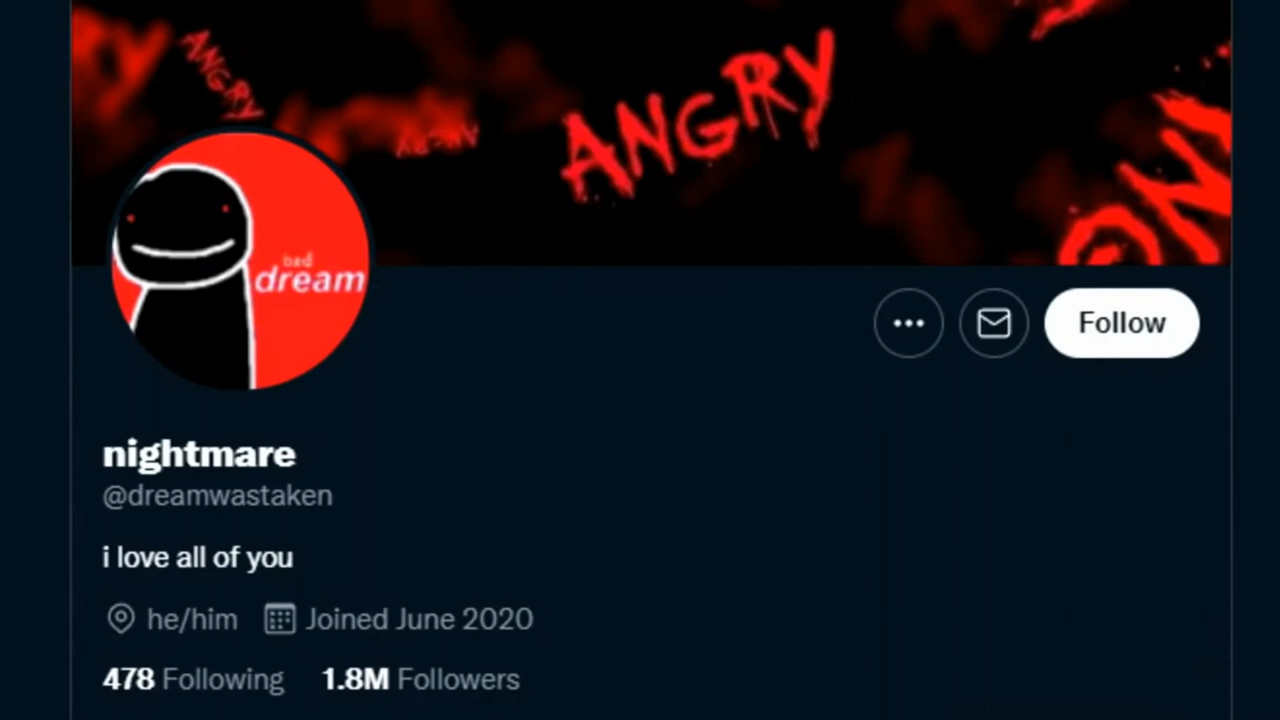 ANGRY
ANGRY
bad
dream
Follow
nightmare
@dreamwastaken
i love all of you
he/him Joined June 2020
478 Following 1.8M Followers